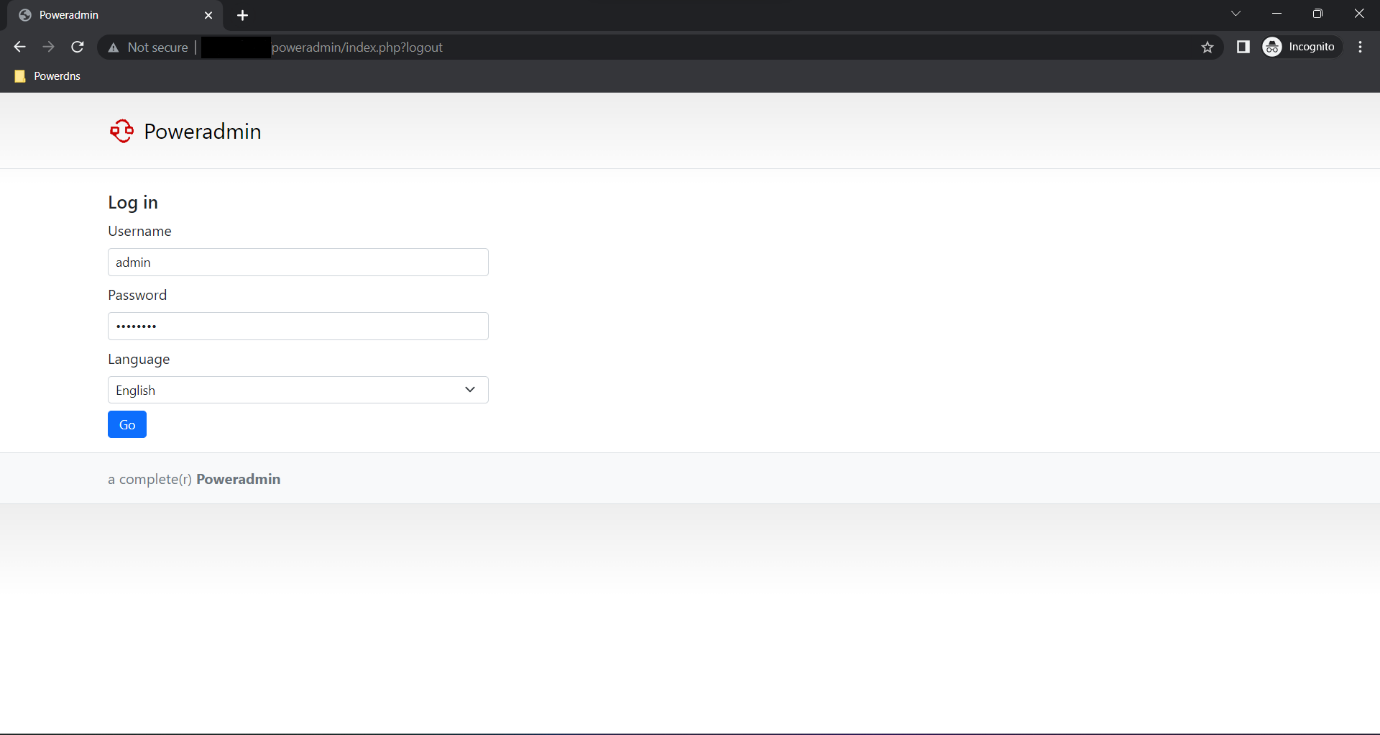 Poweradmin
Not secure | poweradmin/index.php?logout
Incognito
Powerdns
Poweradmin
Log in
Username
admin
Password
••••••••
Language
English
Go
a complete(r) Poweradmin